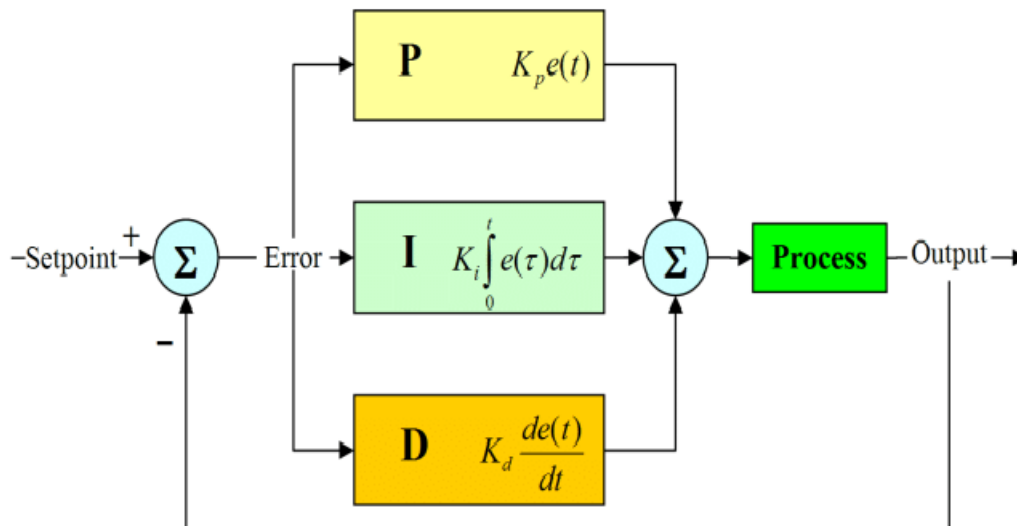 P K_p e(t)
Setpoint + Σ Error I K_i ∫_0^t e(τ)dτ Σ Process Output
−
D K_d de(t)/dt